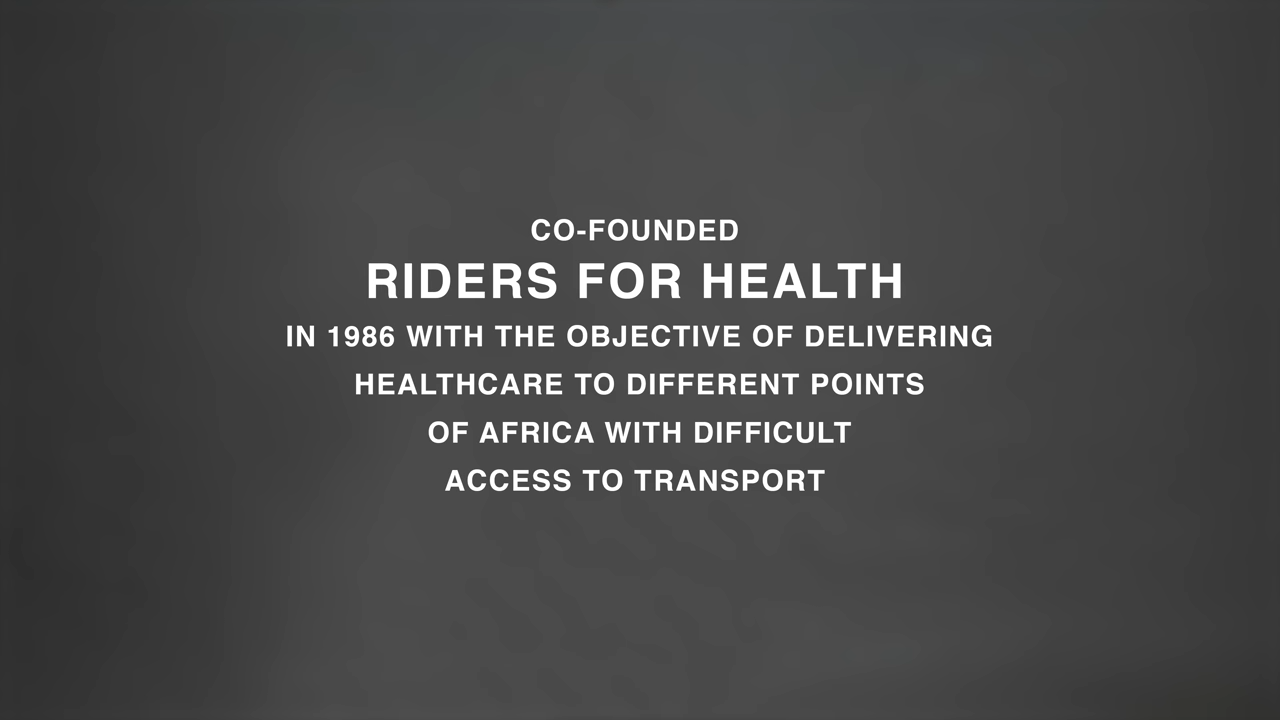 CO-FOUNDED
RIDERS FOR HEALTH
IN 1986 WITH THE OBJECTIVE OF DELIVERING
HEALTHCARE TO DIFFERENT POINTS
OF AFRICA WITH DIFFICULT
ACCESS TO TRANSPORT